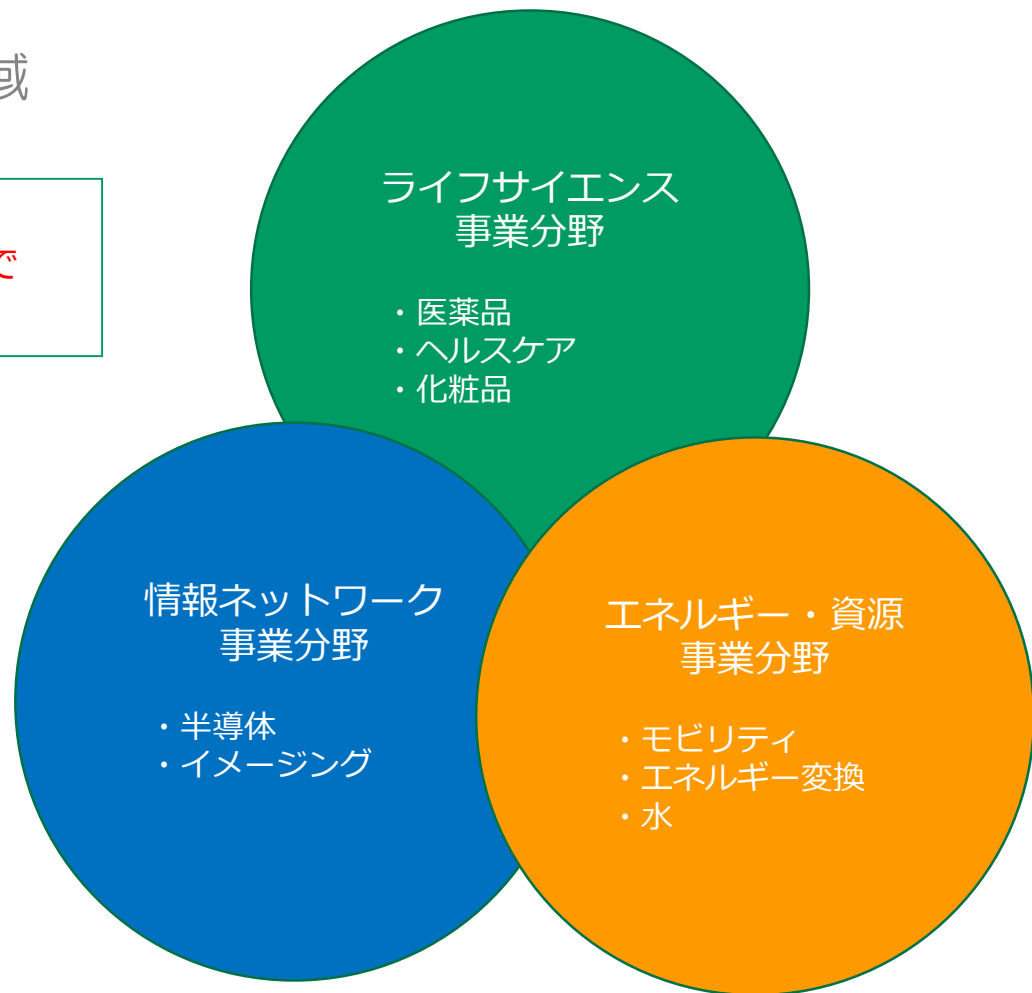 域
で
ライフサイエンス
事業分野
・医薬品
・ヘルスケア
・化粧品
情報ネットワーク
事業分野
・半導体
・イメージング
エネルギー・資源
事業分野
・モビリティ
・エネルギー変換
・水